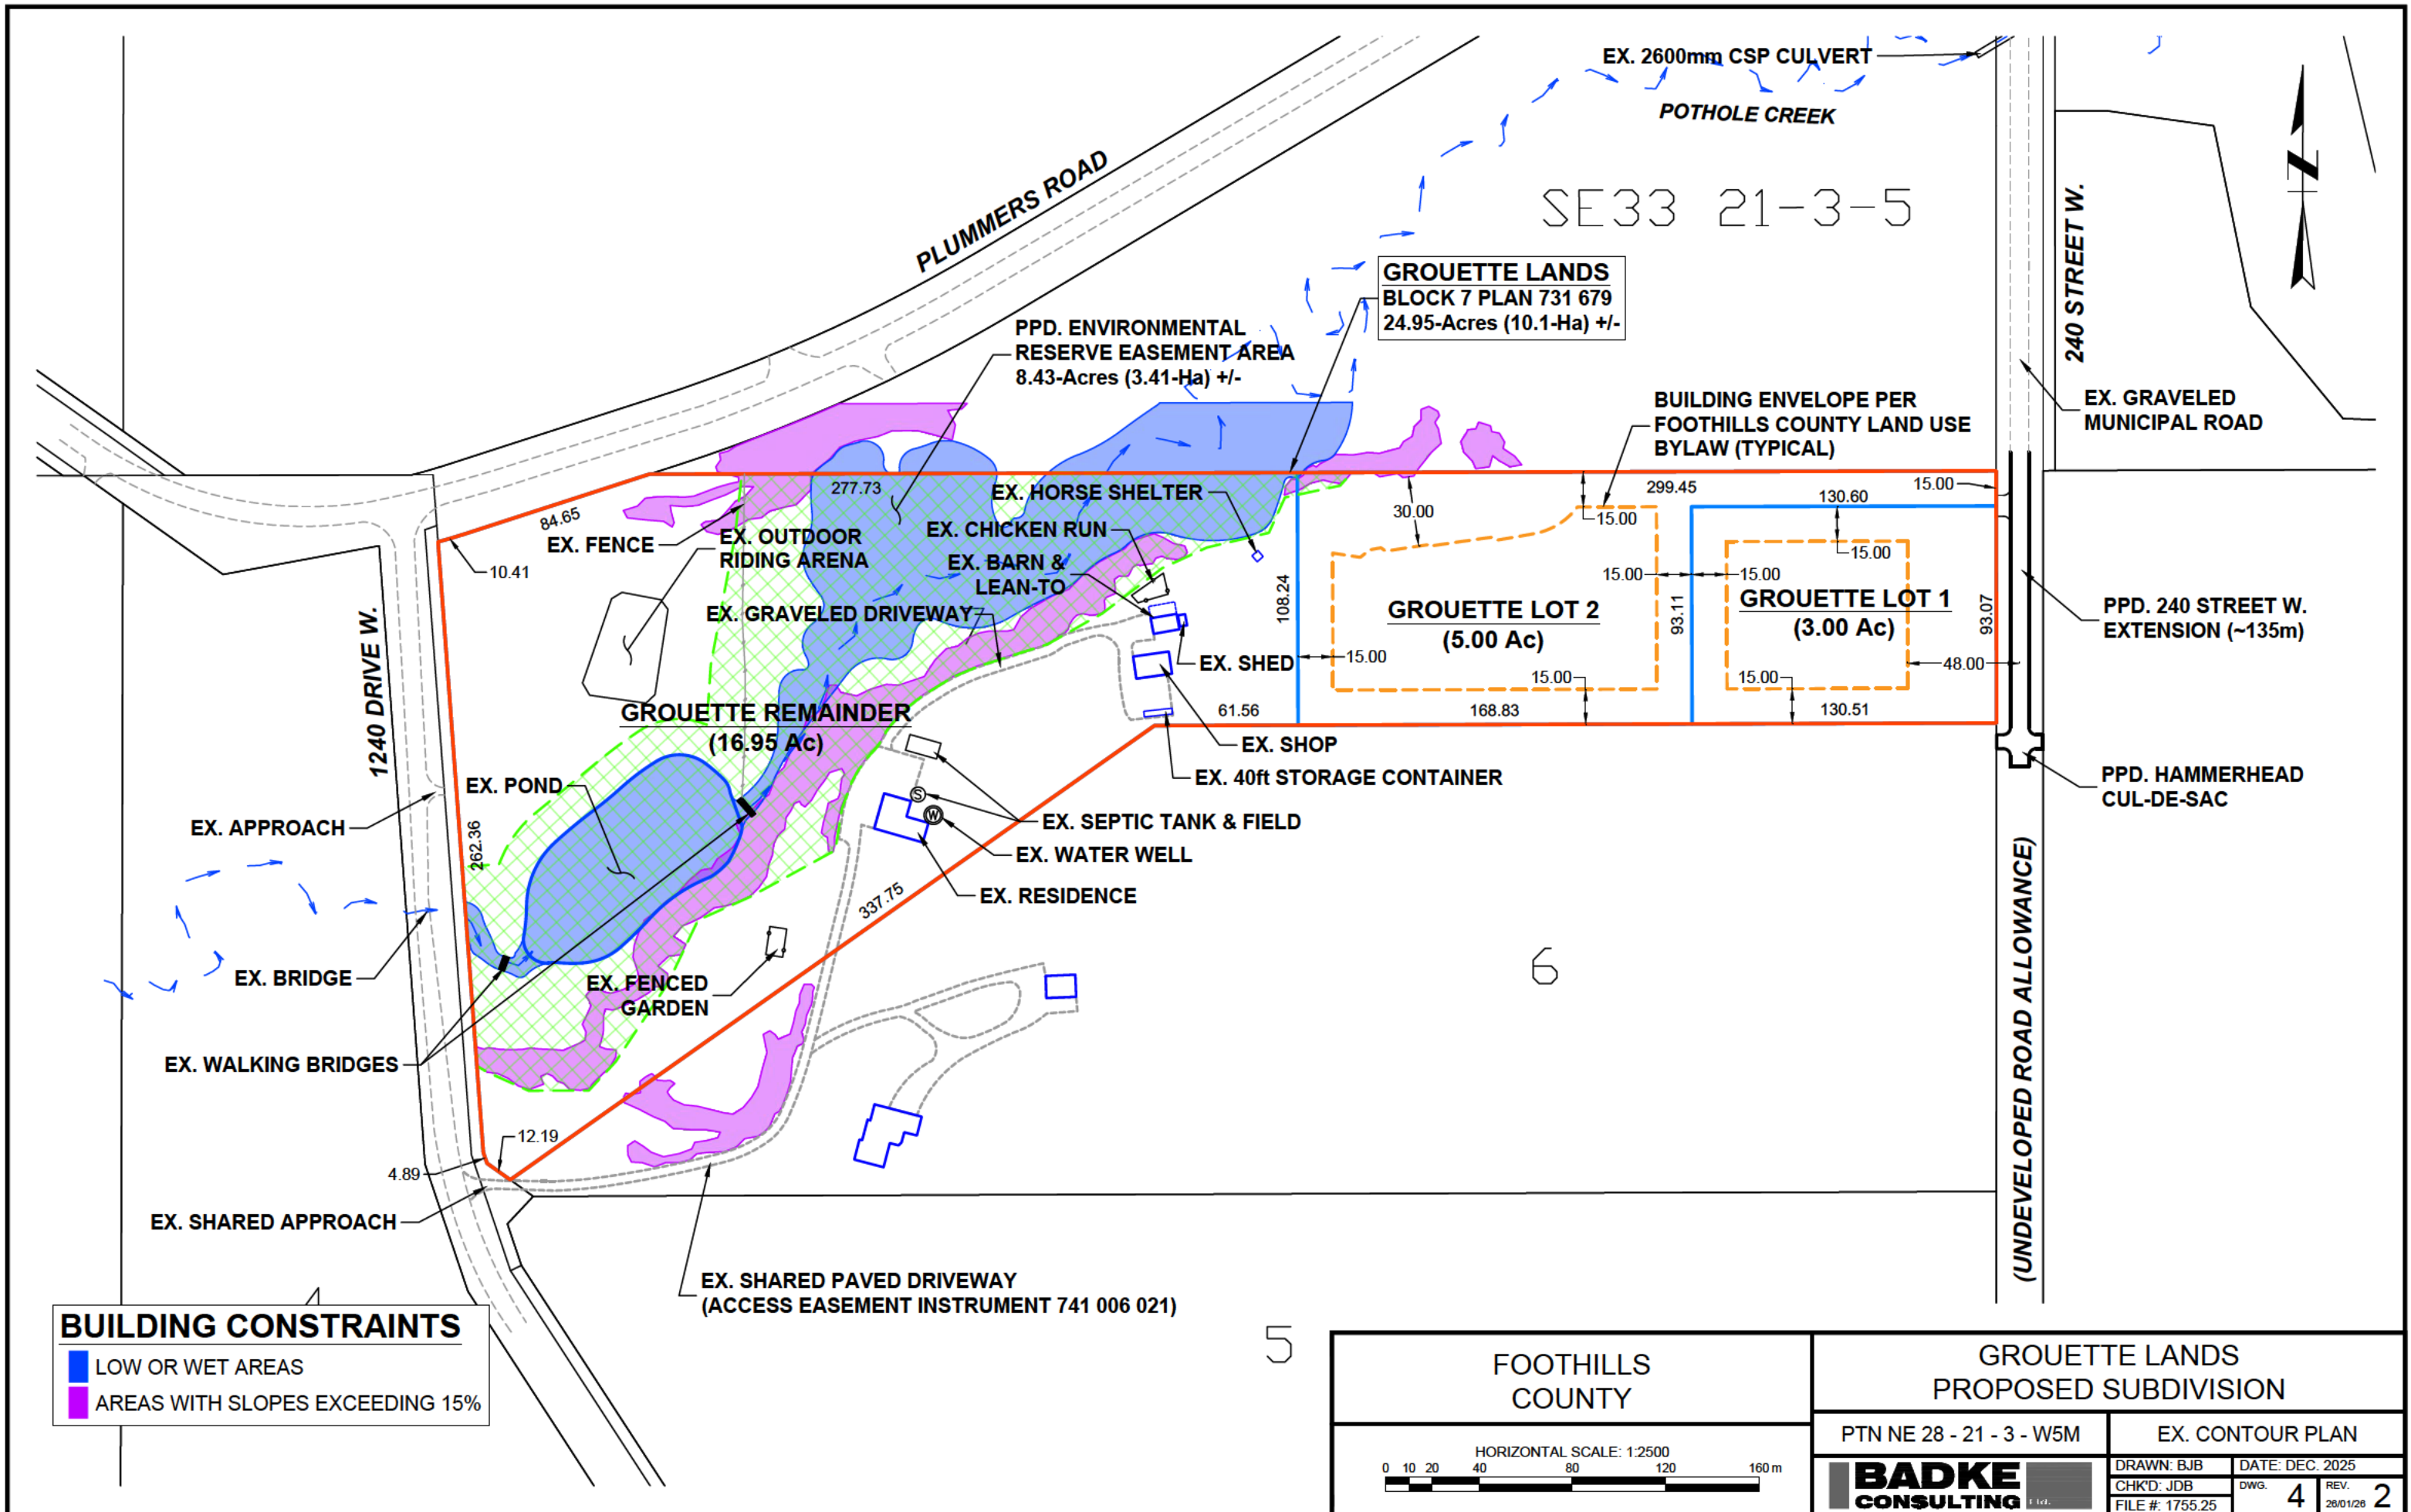 EX. 2600mm CSP CULVERT
POTHOLE CREEK
N
PLUMMERS ROAD
SE33 21-3-5
240 STREET W.
GROUETTE LANDS
BLOCK 7 PLAN 731 679
24.95-Acres (10.1-Ha) +/-
PPD. ENVIRONMENTAL
RESERVE EASEMENT AREA
8.43-Acres (3.41-Ha) +/-
BUILDING ENVELOPE PER
FOOTHILLS COUNTY LAND USE
BYLAW (TYPICAL)
EX. GRAVELED
MUNICIPAL ROAD
277.73
299.45
15.00
84.65
EX. HORSE SHELTER
130.60
30.00
15.00
EX. FENCE
EX. OUTDOOR
RIDING ARENA
EX. CHICKEN RUN
15.00
10.41
EX. BARN &
LEAN-TO
15.00
15.00
108.24
EX. GRAVELED DRIVEWAY
GROUETTE LOT 2
(5.00 Ac)
93.11
GROUETTE LOT 1
(3.00 Ac)
93.07
PPD. 240 STREET W.
EXTENSION (~135m)
1240 DRIVE W.
EX. SHED
15.00
15.00
15.00
48.00
GROUETTE REMAINDER
(16.95 Ac)
61.56
168.83
130.51
EX. SHOP
EX. 40ft STORAGE CONTAINER
PPD. HAMMERHEAD
CUL-DE-SAC
EX. POND
S
W
EX. APPROACH
262.36
EX. SEPTIC TANK & FIELD
EX. WATER WELL
EX. RESIDENCE
337.75
EX. BRIDGE
EX. FENCED
GARDEN
6
(UNDEVELOPED ROAD ALLOWANCE)
EX. WALKING BRIDGES
12.19
4.89
EX. SHARED APPROACH
EX. SHARED PAVED DRIVEWAY
(ACCESS EASEMENT INSTRUMENT 741 006 021)
5
BUILDING CONSTRAINTS
LOW OR WET AREAS
AREAS WITH SLOPES EXCEEDING 15%
FOOTHILLS
COUNTY
HORIZONTAL SCALE: 1:2500
0 10 20 40 80 120 160 m
GROUETTE LANDS
PROPOSED SUBDIVISION
PTN NE 28 - 21 - 3 - W5M
EX. CONTOUR PLAN
BADKE
CONSULTING Ltd.
DRAWN: BJB
DATE: DEC. 2025
CHK'D: JDB
DWG. 4
REV. 2
26/01/26
FILE #: 1755.25